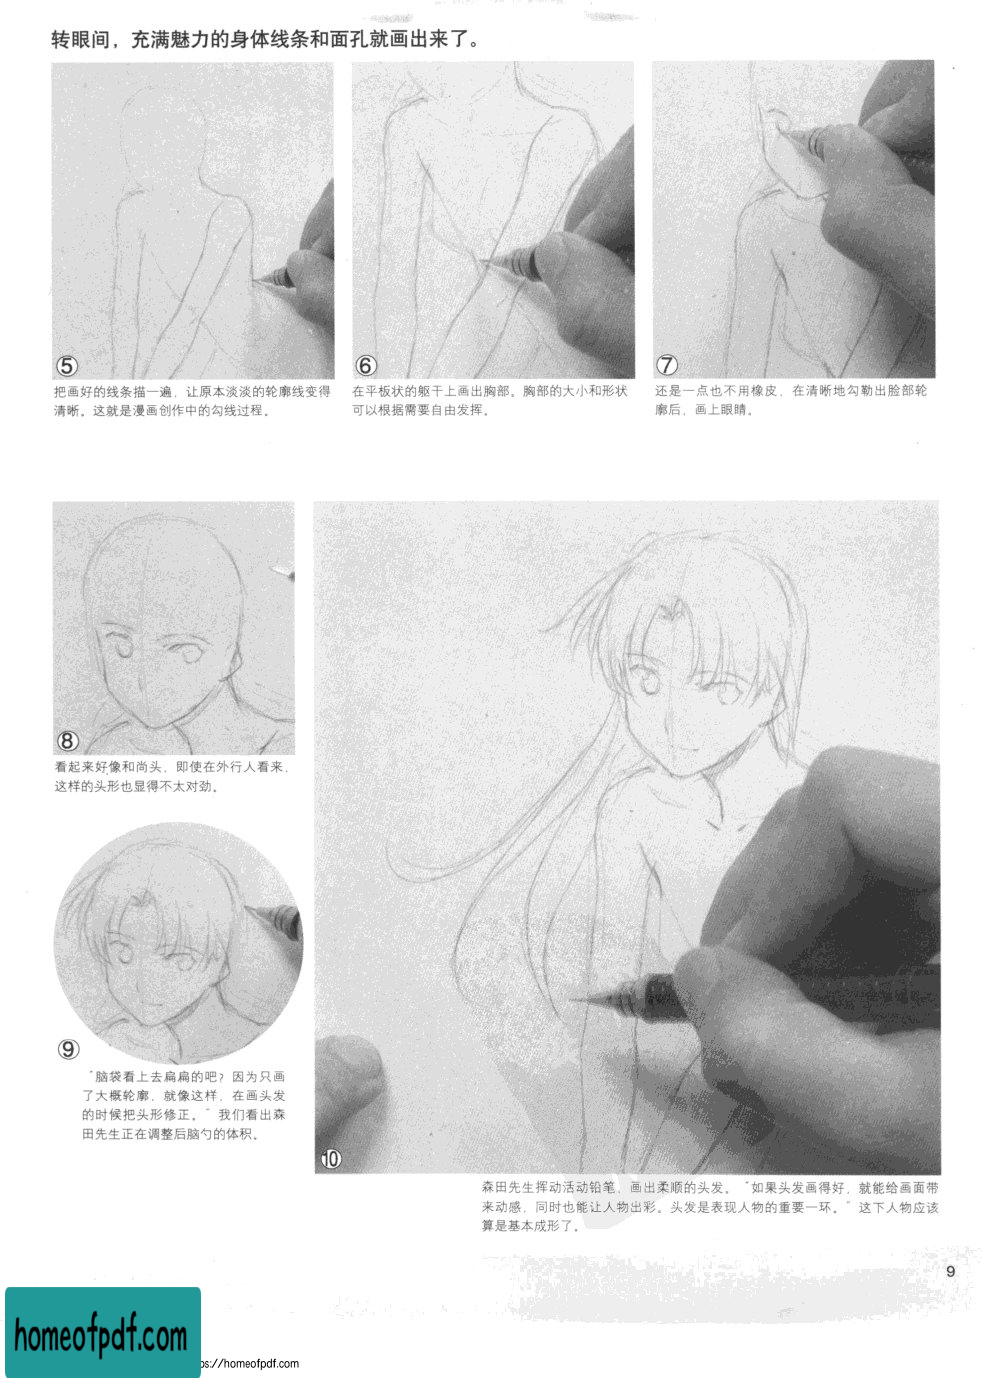 转眼间，充满魅力的身体线条和面孔就画出来了。
⑤
把画好的线条描一遍，让原本淡淡的轮廓线变得
清晰。这就是漫画创作中的勾线过程。
⑥
在平板状的躯干上画出胸部。胸部的大小和形状
可以根据需要自由发挥。
⑦
还是一点也不用橡皮，在清晰地勾勒出脸部轮
廓后，画上眼睛。
⑧
看起来好像和尚头，即使在外行人看来，
这样的头形也显得不太对劲。
⑨
“脑袋看上去扁扁的吧？因为只画
了大概轮廓，就像这样，在画头发
的时候把头形修正。”我们看出森
田先生正在调整后脑勺的体积。
⑩
森田先生挥动活动铅笔，画出柔顺的头发。“如果头发画得好，就能给画面带
来动感，同时也能让人物出彩。头发是表现人物的重要一环。”这下人物应该
算是基本成形了。
9
homeofpdf.com
ps://homeofpdf.com